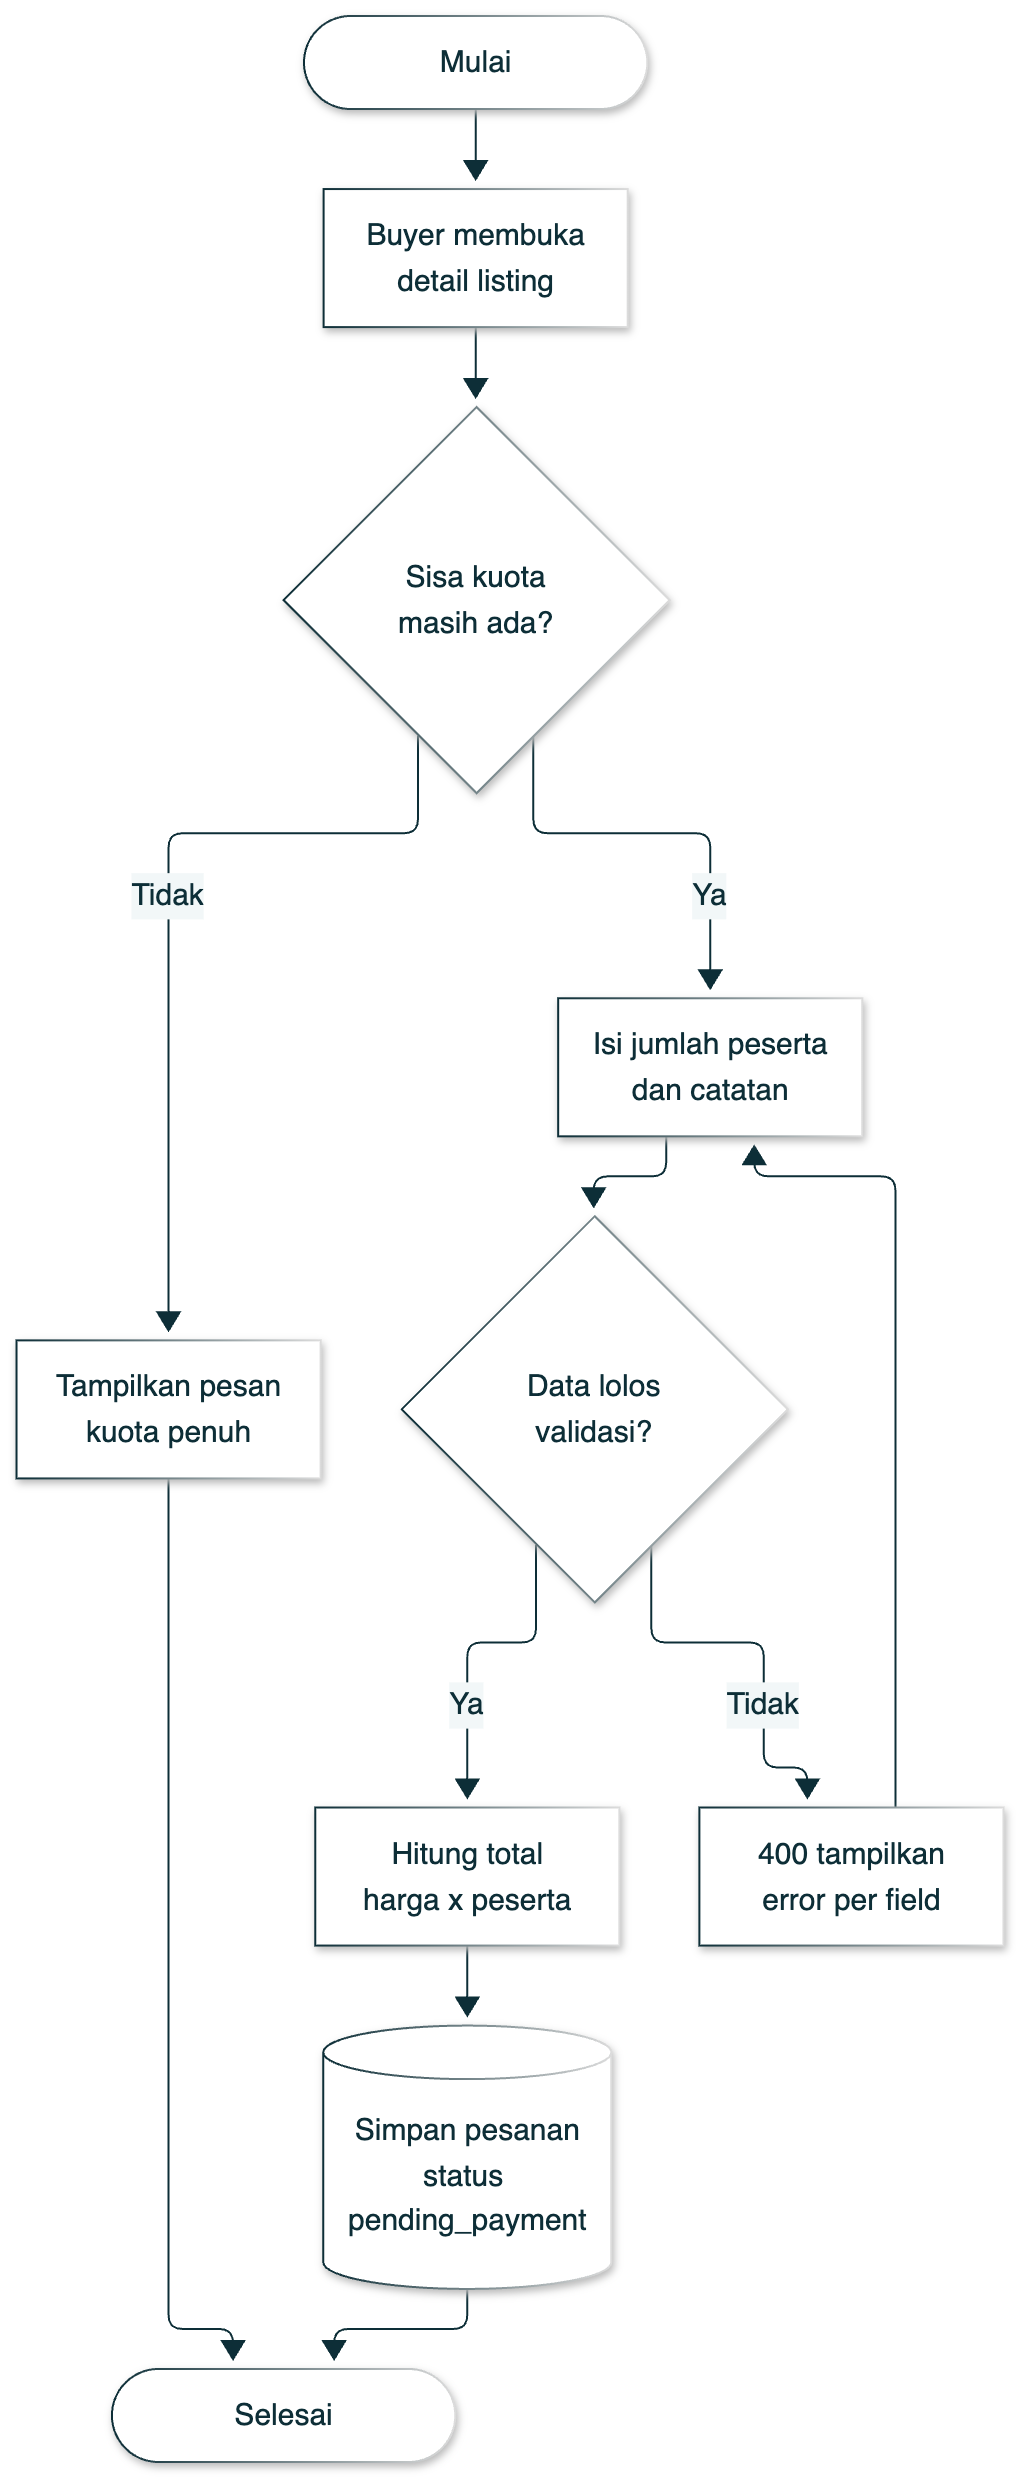 Mulai
Buyer membuka
detail listing
Sisa kuota
masih ada?
Tidak
Ya
Isi jumlah peserta
dan catatan
Tampilkan pesan
kuota penuh
Data lolos
validasi?
Ya
Tidak
Hitung total
harga x peserta
400 tampilkan
error per field
Simpan pesanan
status
pending_payment
Selesai